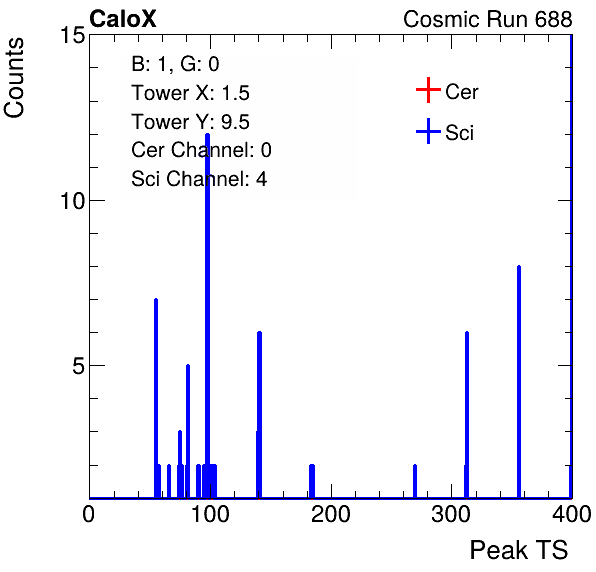 CaloX Cosmic Run 688
Counts
15
B: 1, G: 0
Tower X: 1.5
Tower Y: 9.5
Cer Channel: 0
Sci Channel: 4
Cer
Sci
10
5
0 100 200 300 400
Peak TS